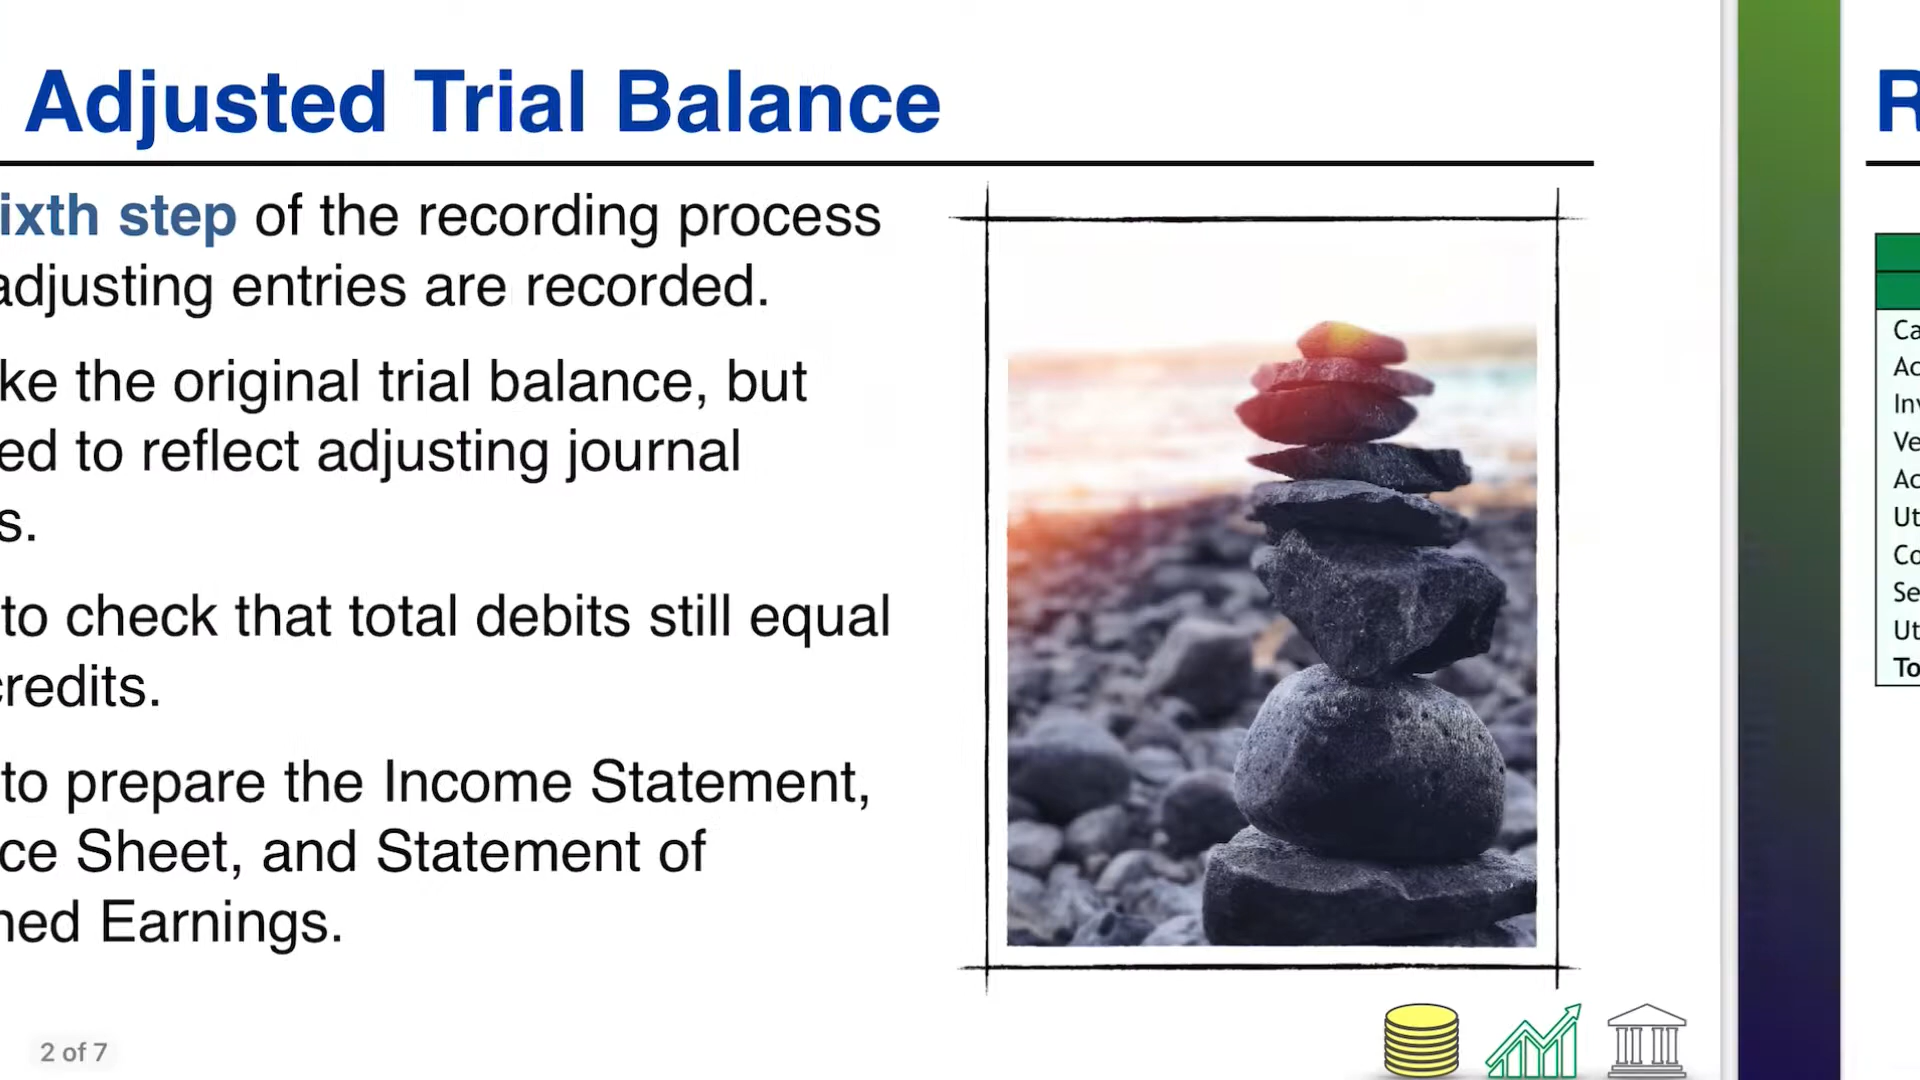 Adjusted Trial Balance
ixth step of the recording process
adjusting entries are recorded.
ke the original trial balance, but
ed to reflect adjusting journal
s.
to check that total debits still equal
credits.
to prepare the Income Statement,
ce Sheet, and Statement of
ned Earnings.
2 of 7
R
Ca
Ac
Inv
Ve
Ac
Ut
Co
Se
Ut
To